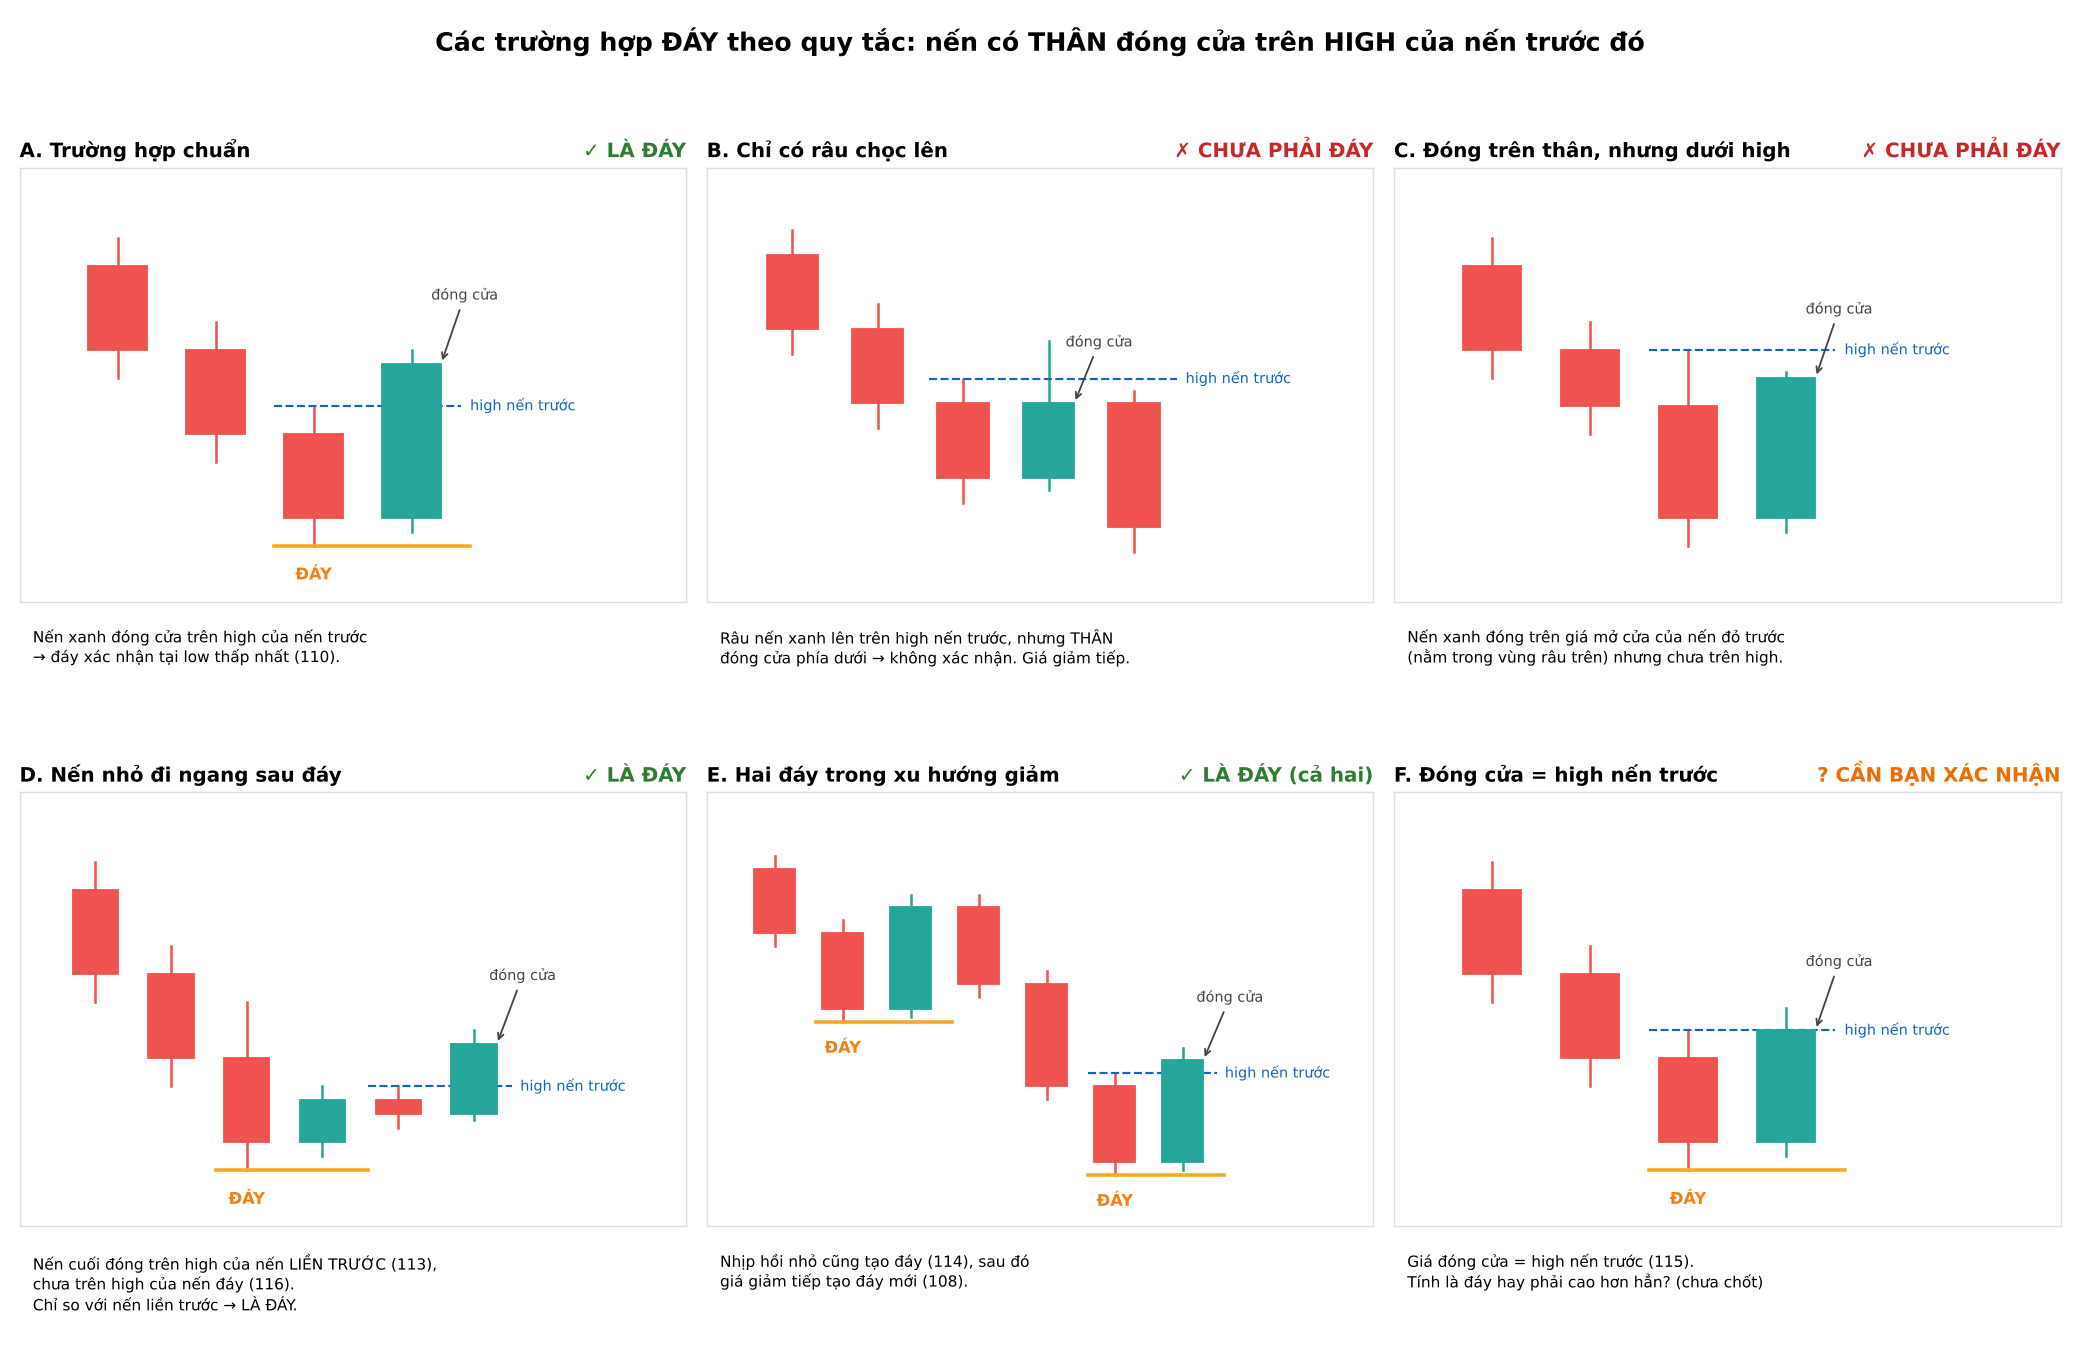 Các trường hợp ĐÁY theo quy tắc: nến có THÂN đóng cửa trên HIGH của nến trước đó
A. Trường hợp chuẩn
✓ LÀ ĐÁY
đóng cửa
high nến trước
ĐÁY
Nến xanh đóng cửa trên high của nến trước
→ đáy xác nhận tại low thấp nhất (110).
B. Chỉ có râu chọc lên
✗ CHƯA PHẢI ĐÁY
đóng cửa
high nến trước
Râu nến xanh lên trên high nến trước, nhưng THÂN
đóng cửa phía dưới → không xác nhận. Giá giảm tiếp.
C. Đóng trên thân, nhưng dưới high
✗ CHƯA PHẢI ĐÁY
đóng cửa
high nến trước
Nến xanh đóng trên giá mở cửa của nến đỏ trước
(nằm trong vùng râu trên) nhưng chưa trên high.
D. Nến nhỏ đi ngang sau đáy
✓ LÀ ĐÁY
đóng cửa
high nến trước
ĐÁY
Nến cuối đóng trên high của nến LIỀN TRƯỚC (113),
chưa trên high của nến đáy (116).
Chỉ so với nến liền trước → LÀ ĐÁY.
E. Hai đáy trong xu hướng giảm
✓ LÀ ĐÁY (cả hai)
ĐÁY
đóng cửa
high nến trước
ĐÁY
Nhịp hồi nhỏ cũng tạo đáy (114), sau đó
giá giảm tiếp tạo đáy mới (108).
F. Đóng cửa = high nến trước
? CẦN BẠN XÁC NHẬN
đóng cửa
high nến trước
ĐÁY
Giá đóng cửa = high nến trước (115).
Tính là đáy hay phải cao hơn hẳn? (chưa chốt)